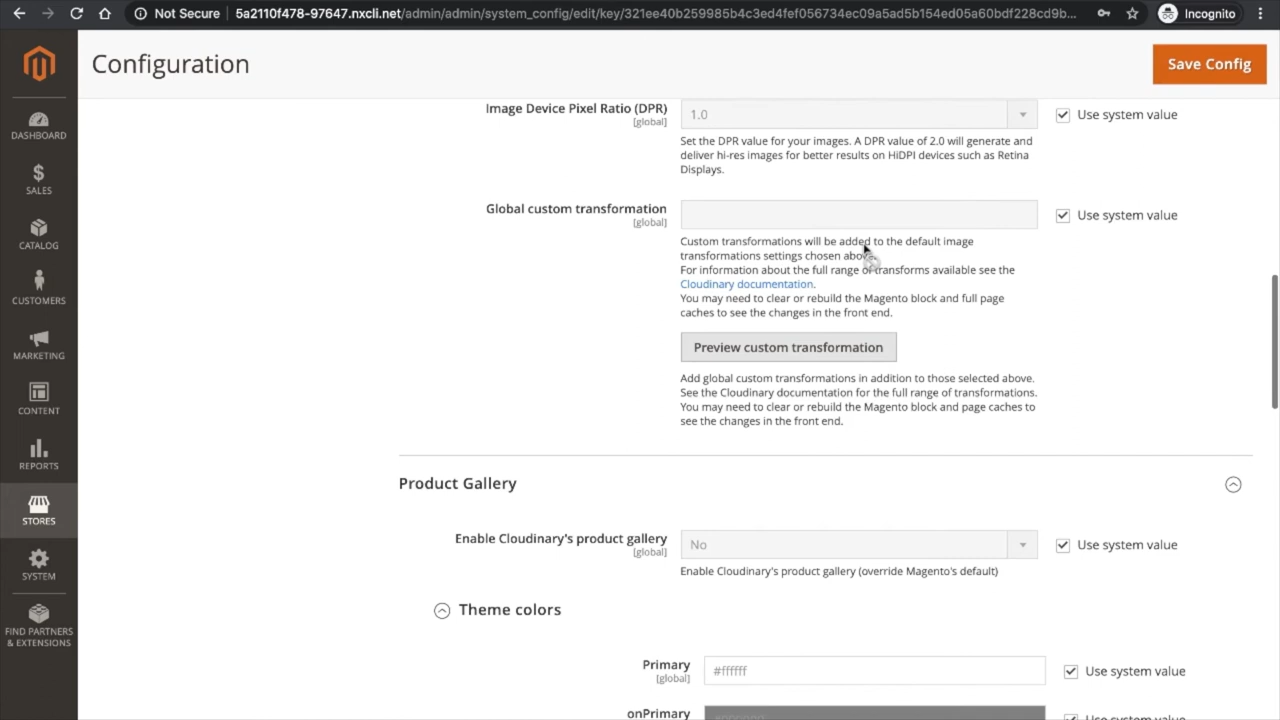 Not Secure
5a2110f478-97647.nxcli.net/admin/admin/system_config/edit/key/321ee40b259985b4c3ed4fef056734ec09a5ad5b154ed05a60bdf228cd9b...
Incognito
Configuration
Save Config
DASHBOARD
SALES
CATALOG
CUSTOMERS
MARKETING
CONTENT
REPORTS
STORES
SYSTEM
FIND PARTNERS
& EXTENSIONS
Image Device Pixel Ratio (DPR)
[global]
1.0
Use system value
Set the DPR value for your images. A DPR value of 2.0 will generate and
deliver hi-res images for better results on HiDPI devices such as Retina
Displays.
Global custom transformation
[global]
Use system value
Custom transformations will be added to the default image
transformations settings chosen above.
For information about the full range of transforms available see the
Cloudinary documentation.
You may need to clear or rebuild the Magento block and full page
caches to see the changes in the front end.
Preview custom transformation
Add global custom transformations in addition to those selected above.
See the Cloudinary documentation for the full range of transformations.
You may need to clear or rebuild the Magento block and page caches to
see the changes in the front end.
Product Gallery
Enable Cloudinary's product gallery
[global]
No
Use system value
Enable Cloudinary's product gallery (override Magento's default)
Theme colors
Primary
[global]
#ffffff
Use system value
onPrimary
Use system value